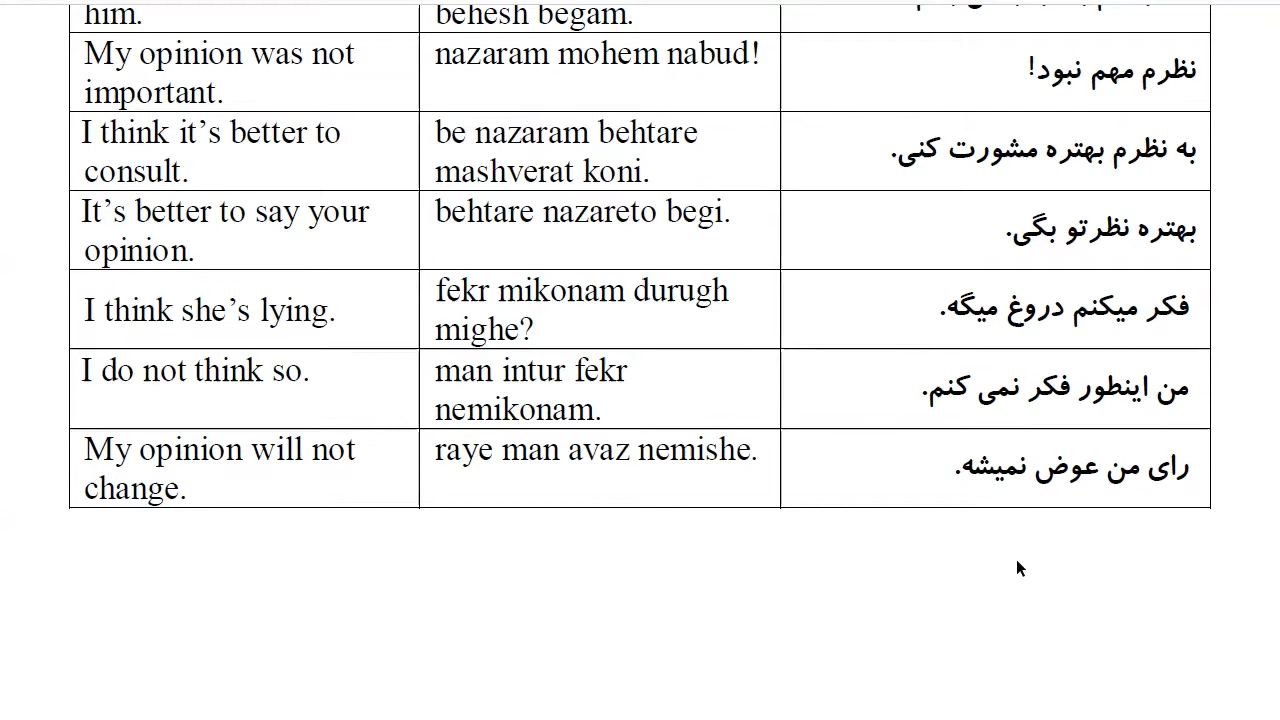 him.
behesh begam.
My opinion was not
important.
nazaram mohem nabud!
نظرم مهم نبود!
I think it’s better to
consult.
be nazaram behtare
mashverat koni.
به نظرم بهتره مشورت کنی.
It’s better to say your
opinion.
behtare nazareto begi.
بهتره نظرتو بگی.
I think she’s lying.
fekr mikonam durugh
mighe?
فکر میکنم دروغ میگه.
I do not think so.
man intur fekr
nemikonam.
من اینطور فکر نمی کنم.
My opinion will not
change.
raye man avaz nemishe.
رای من عوض نمیشه.